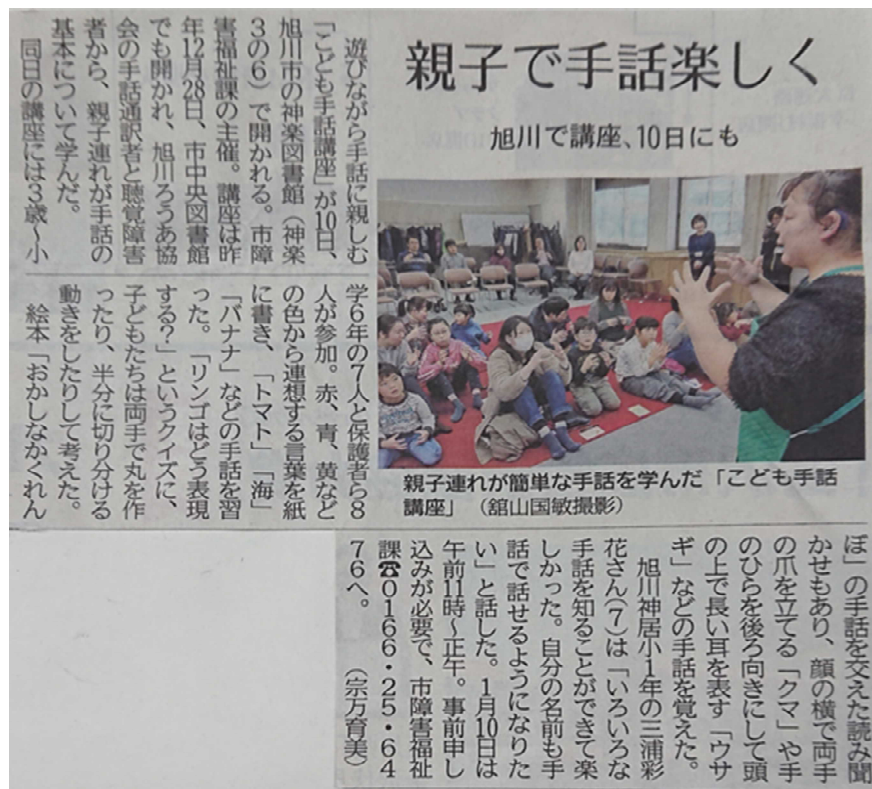 親子で手話楽しく
旭川で講座、10日にも
遊びながら手話に親しむ
「こども手話講座」が10日、
旭川市の神楽図書館(神楽
3の6)で開かれる。市障
害福祉課の主催。講座は昨
年12月28日、市中央図書館
でも開かれ、旭川ろうあ協
会の手話通訳者と聴覚障害
者から、親子連れが手話の
基本について学んだ。
同日の講座には3歳〜小
学6年の7人と保護者ら8
人が参加。赤、青、黄など
の色から連想する言葉を紙
に書き、「トマト」「海」
「バナナ」などの手話を習
った。「リンゴはどう表現
する?」というクイズに、
子どもたちは両手で丸を作
ったり、半分に切り分ける
動きをしたりして考えた。
絵本「おかしなかくれん
ぼ」の手話を交えた読み聞
かせもあり、顔の横で両手
の爪を立てる「クマ」や手
のひらを後ろ向きにして頭
の上で長い耳を表す「ウサ
ギ」などの手話を覚えた。
旭川神居小1年の三浦彩
花さん(7)は「いろいろな
手話を知ることができて楽
しかった。自分の名前も手
話で話せるようになりた
い」と話した。1月10日は
午前11時〜正午。事前申し
込みが必要で、市障害福祉
課☎0166・25・64
76へ。 (宗万育美)
親子連れが簡単な手話を学んだ「こども手話
講座」(舘山国敏撮影)